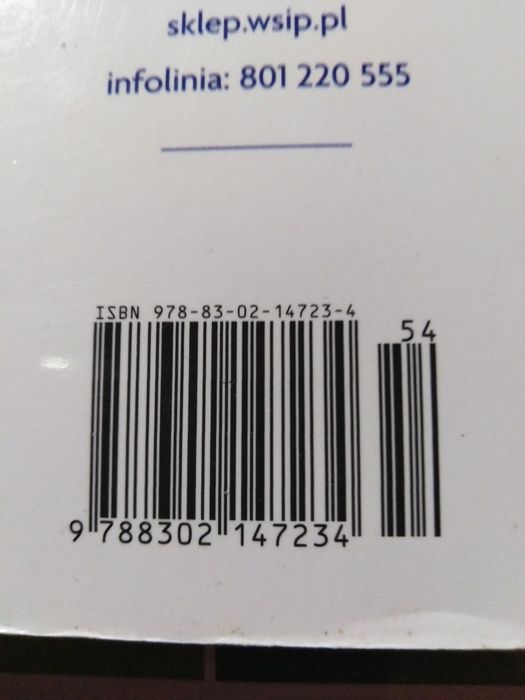 sklep.wsip.pl
infolinia: 801 220 555
ISBN 978-83-02-14723-4
54
9 788302 147234